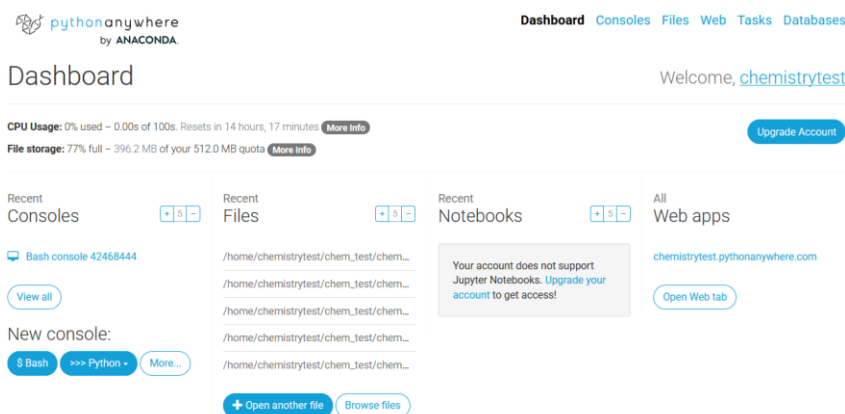 pythonanywhere
by ANACONDA.
Dashboard Consoles Files Web Tasks Databases
Dashboard
Welcome, chemistrytest
CPU Usage: 0% used – 0.00s of 100s. Resets in 14 hours, 17 minutes More Info
File storage: 77% full – 396.2 MB of your 512.0 MB quota More Info
Upgrade Account
Recent
Consoles
+ 5 −
Bash console 42468444
View all
New console:
$ Bash >>> Python More...
Recent
Files
+ 5 −
/home/chemistrytest/chem_test/chem...
/home/chemistrytest/chem_test/chem...
/home/chemistrytest/chem_test/chem...
/home/chemistrytest/chem_test/chem...
/home/chemistrytest/chem_test/chem...
+ Open another file Browse files
Recent
Notebooks
+ 5 −
Your account does not support
Jupyter Notebooks. Upgrade your
account to get access!
All
Web apps
chemistrytest.pythonanywhere.com
Open Web tab